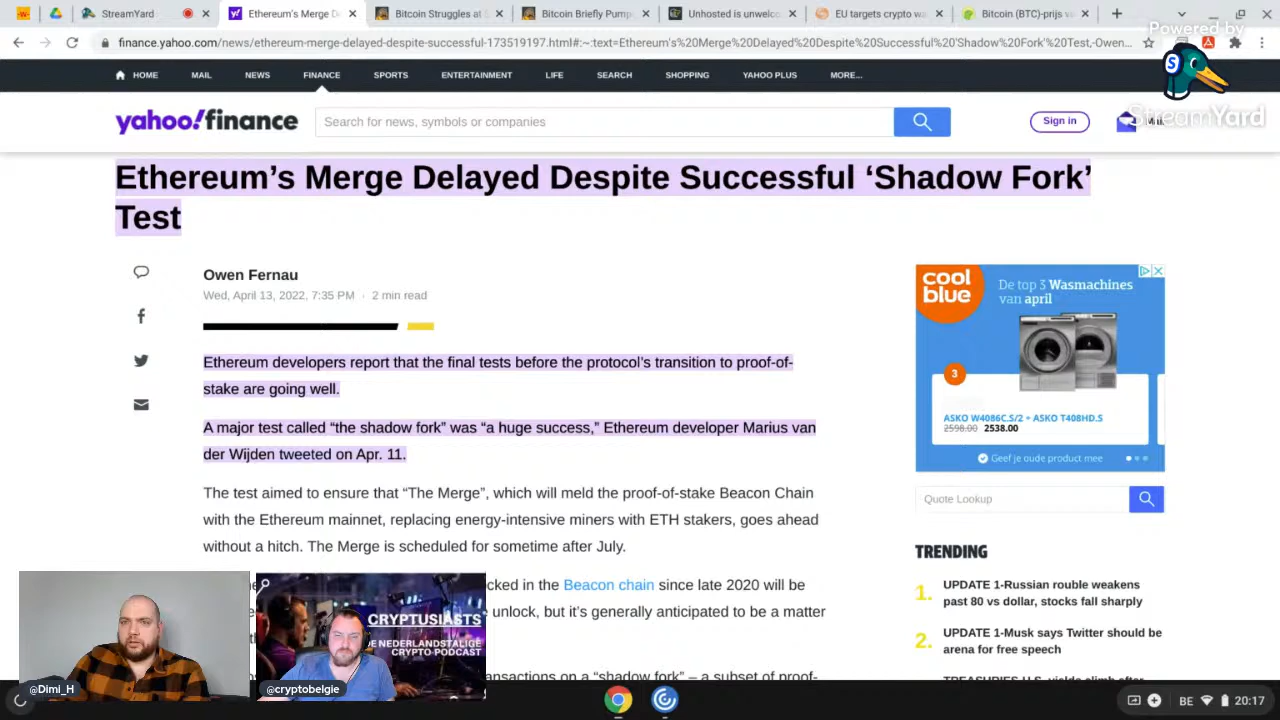 StreamYard
Ethereum's Merge D
Bitcoin Struggles at $
Bitcoin Briefly Pump
Unhosted is unwelco
EU targets crypto wa
Bitcoin (BTC)-prijs v
finance.yahoo.com/news/ethereum-merge-delayed-despite-successful-173519197.html#:~:text=Ethereum's%20Merge%20Delayed%20Despite%20Successful%20'Shadow%20Fork'%20Test,-Owen...
Powered by
StreamYard
HOME MAIL NEWS FINANCE SPORTS ENTERTAINMENT LIFE SEARCH SHOPPING YAHOO PLUS MORE...
yahoo!finance
Search for news, symbols or companies
Sign in
Ethereum’s Merge Delayed Despite Successful ‘Shadow Fork’
Test
Owen Fernau
Wed, April 13, 2022, 7:35 PM · 2 min read
Ethereum developers report that the final tests before the protocol’s transition to proof-of-
stake are going well.
A major test called “the shadow fork” was “a huge success,” Ethereum developer Marius van
der Wijden tweeted on Apr. 11.
The test aimed to ensure that “The Merge”, which will meld the proof-of-stake Beacon Chain
with the Ethereum mainnet, replacing energy-intensive miners with ETH stakers, goes ahead
without a hitch. The Merge is scheduled for sometime after July.
cked in the Beacon chain since late 2020 will be
unlock, but it’s generally anticipated to be a matter
ansactions on a “shadow fork” – a subset of proof-
cool
blue
De top 3 Wasmachines
van april
3
ASKO W4086C.S/2 + ASKO T408HD.S
2598.00 2538.00
Geef je oude product mee
Quote Lookup
TRENDING
1. UPDATE 1-Russian rouble weakens
past 80 vs dollar, stocks fall sharply
2. UPDATE 1-Musk says Twitter should be
arena for free speech
CRYPTUSIASTS
DE NEDERLANDSTALIGE
CRYPTO-PODCAST
@Dimi_H
@cryptobelgie
BE
20:17